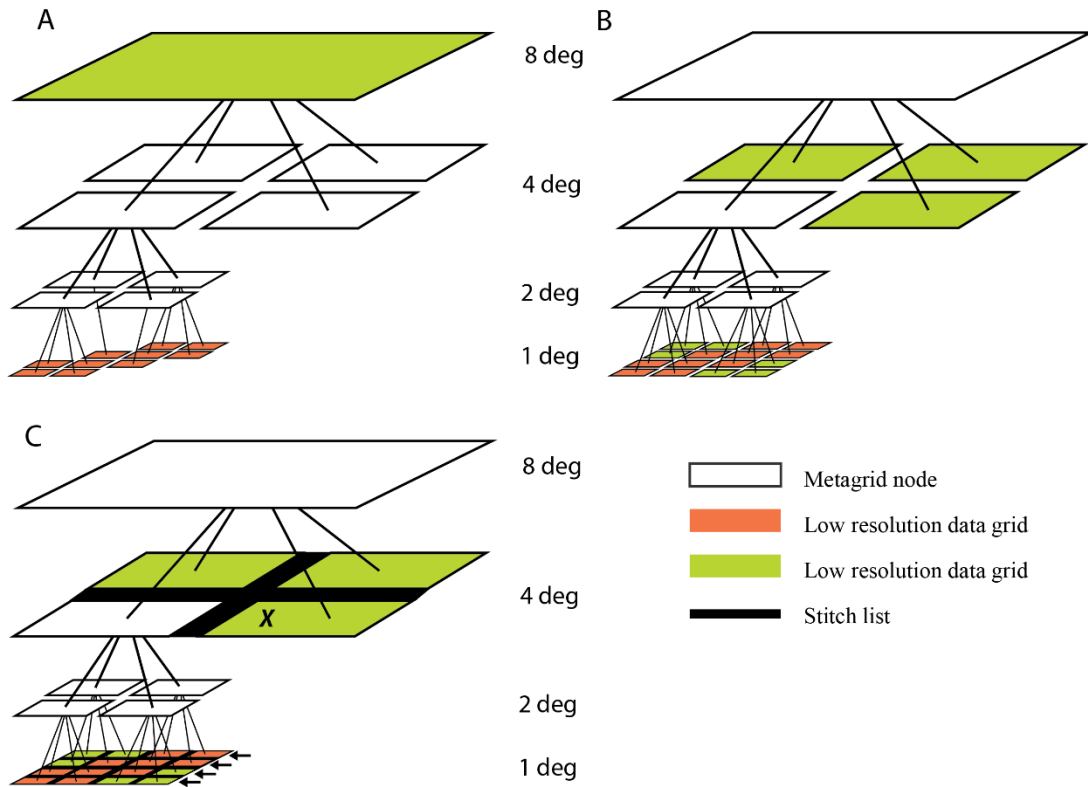 A
8 deg
4 deg
2 deg
1 deg
B
C
8 deg
4 deg
X
2 deg
1 deg
Metagrid node
Low resolution data grid
Low resolution data grid
Stitch list